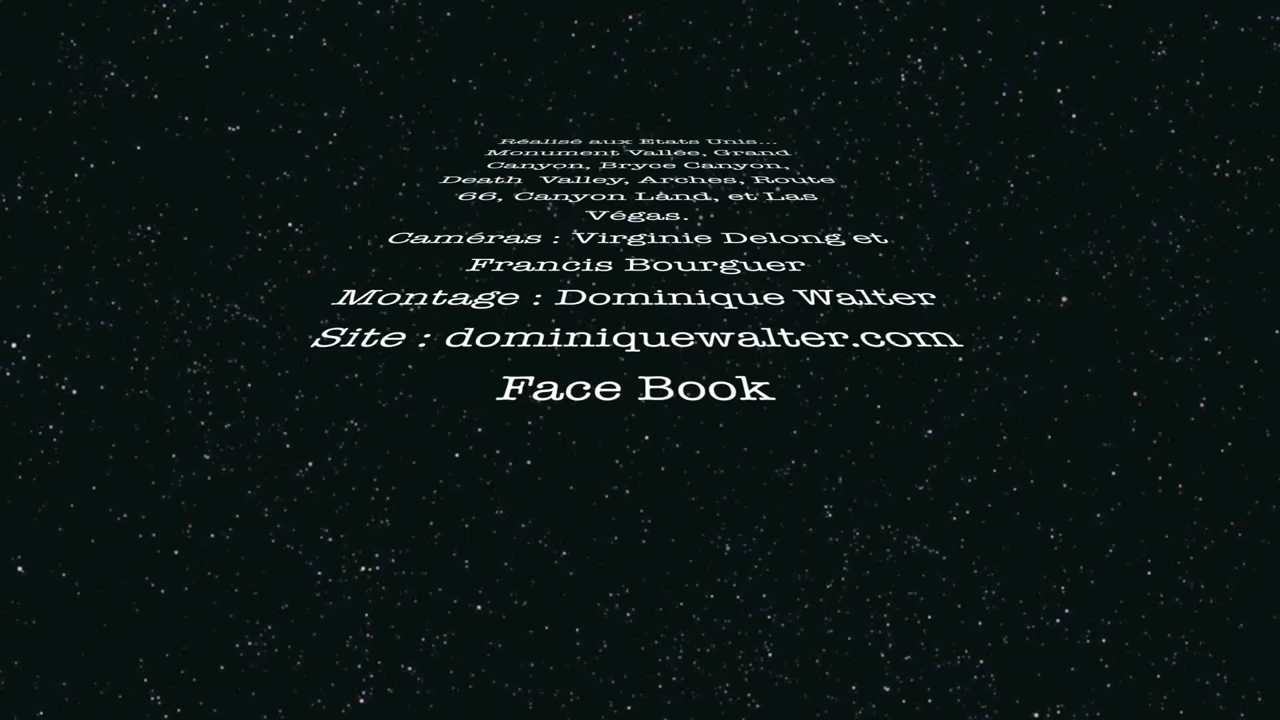 Réalisé aux Etats Unis...
Monument Vallée, Grand
Canyon, Bryce Canyon,
Death Valley, Arches, Route
66, Canyon Land, et Las
Végas.
Caméras : Virginie Delong et
Francis Bourguer
Montage : Dominique Walter
Site : dominiquewalter.com
Face Book